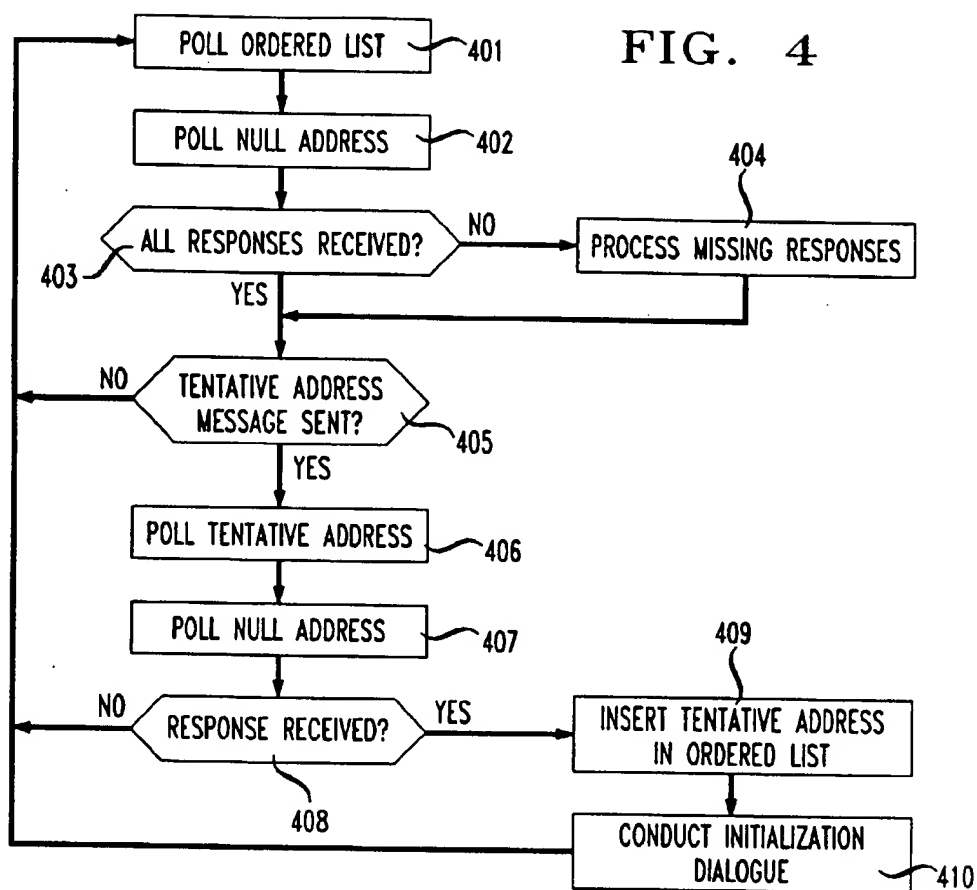 FIG. 4
POLL ORDERED LIST
401
POLL NULL ADDRESS
402
404
ALL RESPONSES RECEIVED?
403
NO
PROCESS MISSING RESPONSES
YES
NO
TENTATIVE ADDRESS
MESSAGE SENT?
405
YES
POLL TENTATIVE ADDRESS
406
POLL NULL ADDRESS
407
409
NO
RESPONSE RECEIVED?
YES
INSERT TENTATIVE ADDRESS
IN ORDERED LIST
408
CONDUCT INITIALIZATION
DIALOGUE
410